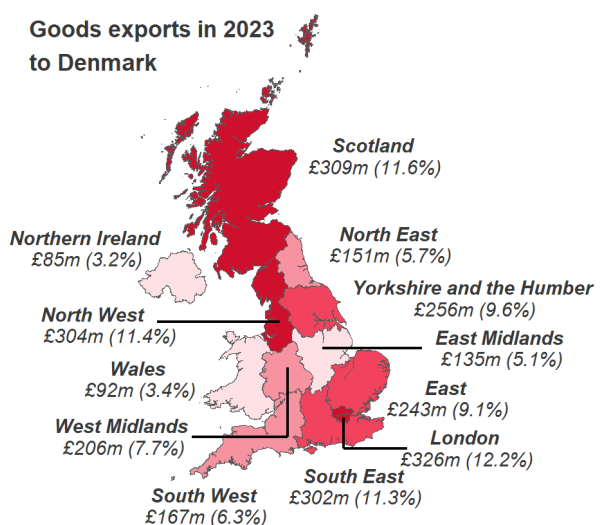 Goods exports in 2023
to Denmark
Scotland
£309m (11.6%)
Northern Ireland
£85m (3.2%)
North East
£151m (5.7%)
Yorkshire and the Humber
£256m (9.6%)
North West
£304m (11.4%)
East Midlands
£135m (5.1%)
Wales
£92m (3.4%)
East
£243m (9.1%)
West Midlands
£206m (7.7%)
London
£326m (12.2%)
South East
£302m (11.3%)
South West
£167m (6.3%)